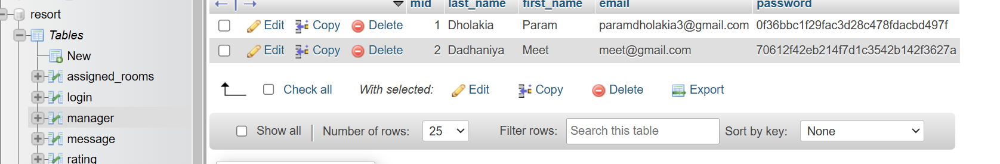 mid last_name first_name email password
resort
Edit Copy Delete 1 Dholakia Param paramdholakia3@gmail.com 0f36bbc1f29fac3d28c478fdacbd497f
Tables
Edit Copy Delete 2 Dadhaniya Meet meet@gmail.com 70612f42eb214f7d1c3542b142f3627a
New
assigned_rooms
Check all With selected: Edit Copy Delete Export
login
manager
Show all Number of rows: 25 Filter rows: Search this table Sort by key: None
message
rating